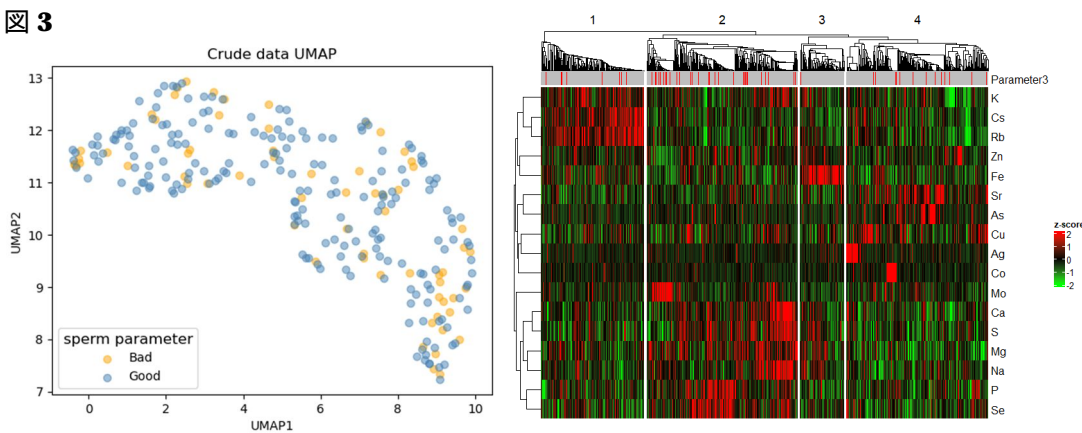 図 3
Crude data UMAP
13
12
11
10
9
8
7
UMAP2
0
2
4
6
8
10
UMAP1
sperm parameter
Bad
Good
1
2
3
4
Parameter3
K
Cs
Rb
Zn
Fe
Sr
As
Cu
Ag
Co
Mo
Ca
S
Mg
Na
P
Se
z-score
2
1
0
-1
-2